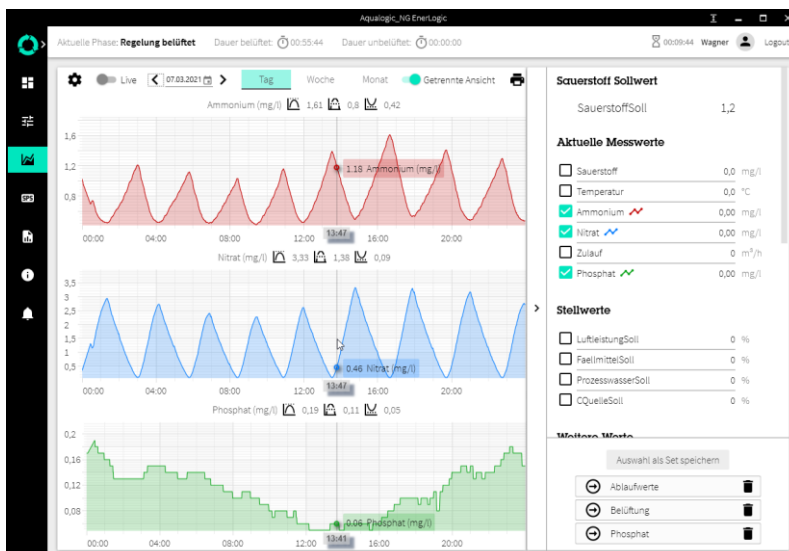 Aqualogic_NG EnerLogic
Aktuelle Phase: Regelung belüftet Dauer belüftet: 00:55:44 Dauer unbelüftet: 00:00:00 00:09:44 Wagner Logout
Live 07.03.2021 Tag Woche Monat Getrennte Ansicht
Ammonium (mg/l) 1,61 0,8 0,42
1,6
1,2
0,8
1.18 Ammonium (mg/l)
00:00 04:00 08:00 12:00 13:47 16:00 20:00
Nitrat (mg/l) 3,33 1,38 0,09
3,5
3
2,5
2
1,5
1
0,5
0.46 Nitrat (mg/l)
00:00 04:00 08:00 12:00 13:47 16:00 20:00
Phosphat (mg/l) 0,19 0,11 0,05
0,2
0,16
0,12
0,08
0.06 Phosphat (mg/l)
00:00 04:00 08:00 12:00 13:41 16:00 20:00
SPS
Sauerstoff Sollwert
SauerstoffSoll 1,2
Aktuelle Messwerte
Sauerstoff 0,0 mg/l
Temperatur 0,0 °C
Ammonium 0,00 mg/l
Nitrat 0,00 mg/l
Zulauf 0 m³/h
Phosphat 0,00 mg/l
Stellwerte
LuftleistungSoll 0 %
FaellmittelSoll 0 %
ProzesswasserSoll 0 %
CQuelleSoll 0 %
Weitere Werte
Auswahl als Set speichern
Ablaufwerte
Belüftung
Phosphat